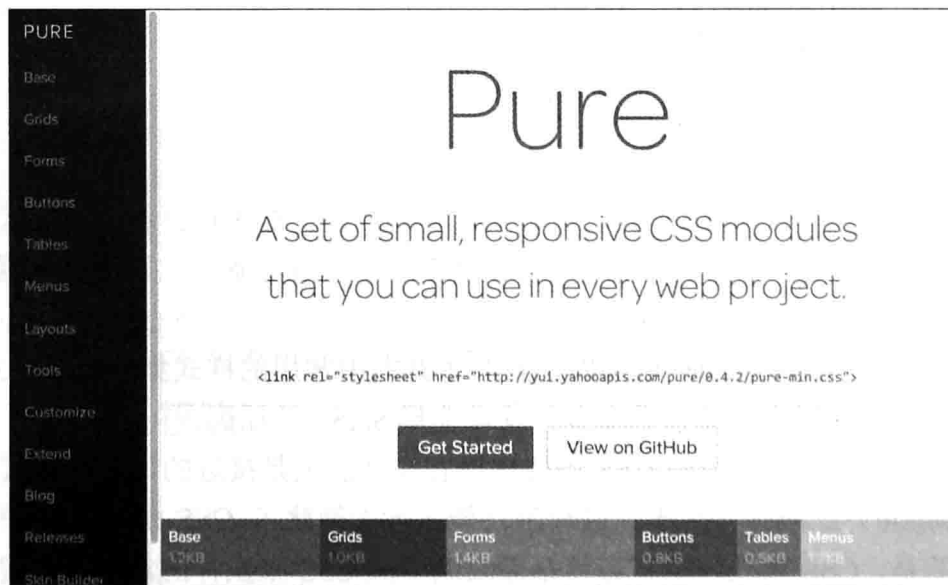 PURE
Base
Grids
Forms
Buttons
Tables
Menus
Layouts
Tools
Customize
Extend
Blog
Releases
Skin Builder
Pure
A set of small, responsive CSS modules
that you can use in every web project.
<link rel="stylesheet" href="http://yui.yahooapis.com/pure/0.4.2/pure-min.css">
Get Started
View on GitHub
Base
1.2KB
Grids
1.0KB
Forms
1.4KB
Buttons
0.8KB
Tables
0.5KB
Menus